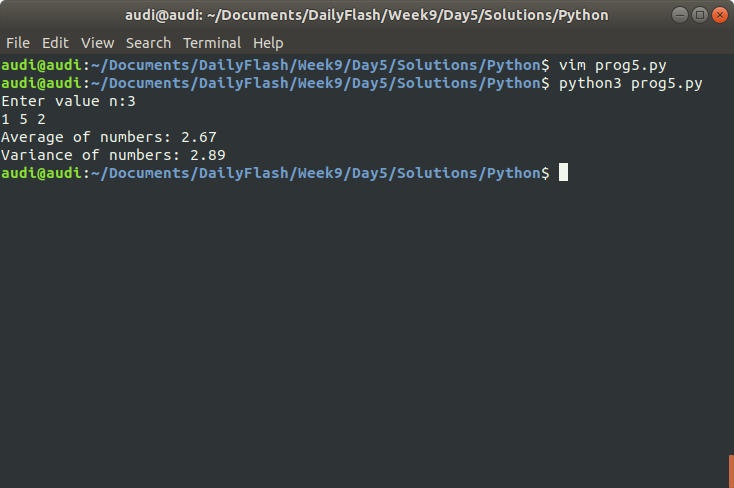 audi@audi: ~/Documents/DailyFlash/Week9/Day5/Solutions/Python
File Edit View Search Terminal Help
audi@audi:~/Documents/DailyFlash/Week9/Day5/Solutions/Python$ vim prog5.py
audi@audi:~/Documents/DailyFlash/Week9/Day5/Solutions/Python$ python3 prog5.py
Enter value n:3
1 5 2
Average of numbers: 2.67
Variance of numbers: 2.89
audi@audi:~/Documents/DailyFlash/Week9/Day5/Solutions/Python$